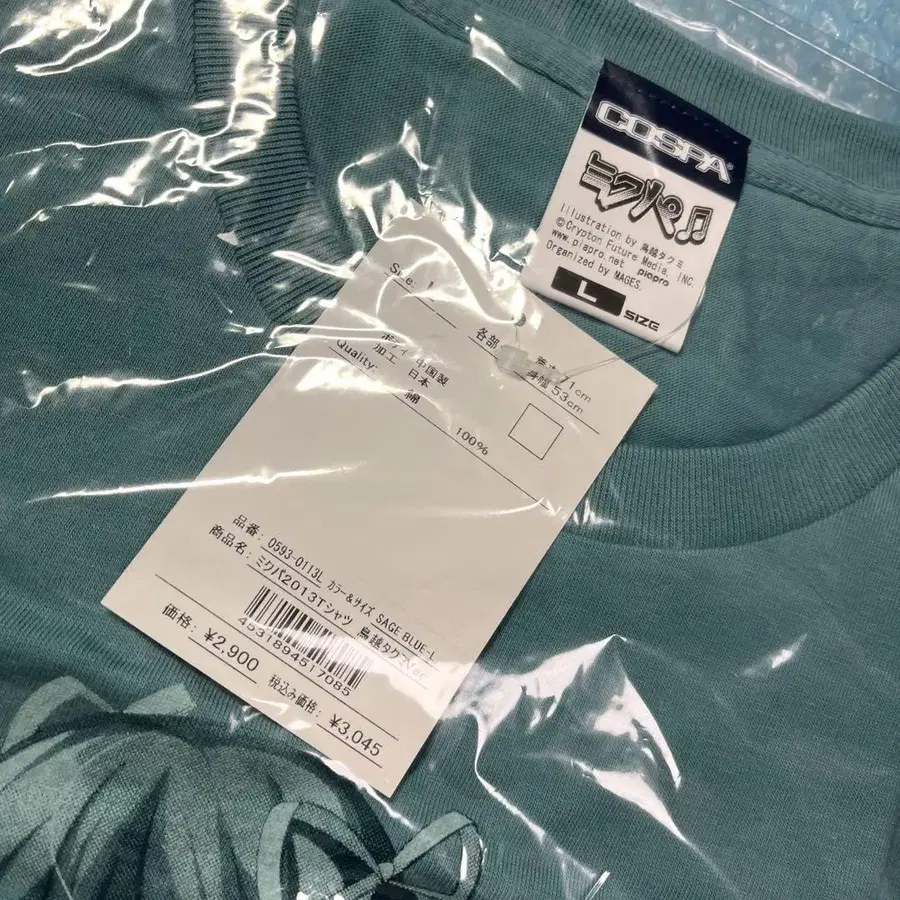 COSPA®
ミクパ♫
Illustration by 鳥越タクミ
©Crypton Future Media, INC.
www.piapro.net piapro
Organized by MAGES.
L SIZE
Size:
各部
71cm
身幅 53cm
ボディ 中国製
加工 日本
Quality:
綿 100%
品番: 0593-0113L カラー&サイズ SAGE BLUE-L
商品名: ミクパ2013Tシャツ 鳥越タクミVer
4531894517085
価格: ¥2,900
税込み価格: ¥3,045